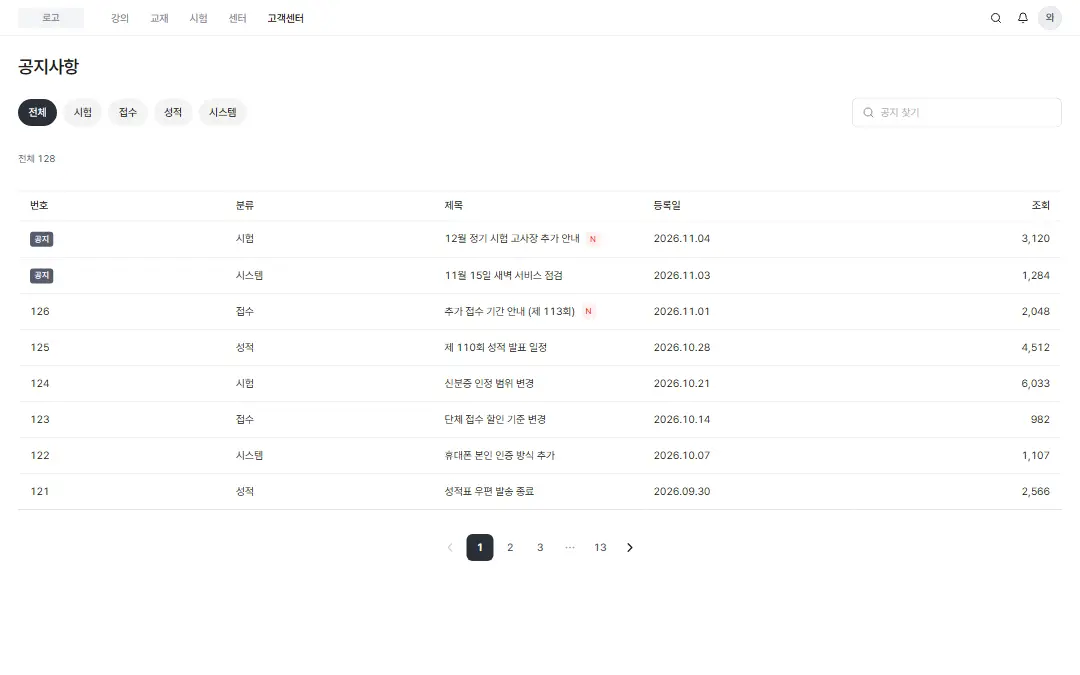 로고 강의 교재 시험 센터 고객센터 와
공지사항
전체 시험 접수 성적 시스템 공지 찾기
전체 128
번호 분류 제목 등록일 조회
공지 시험 12월 정기 시험 고사장 추가 안내 N 2026.11.04 3,120
공지 시스템 11월 15일 새벽 서비스 점검 2026.11.03 1,284
126 접수 추가 접수 기간 안내 (제 113회) N 2026.11.01 2,048
125 성적 제 110회 성적 발표 일정 2026.10.28 4,512
124 시험 신분증 인정 범위 변경 2026.10.21 6,033
123 접수 단체 접수 할인 기준 변경 2026.10.14 982
122 시스템 휴대폰 본인 인증 방식 추가 2026.10.07 1,107
121 성적 성적표 우편 발송 종료 2026.09.30 2,566
1 2 3 ··· 13